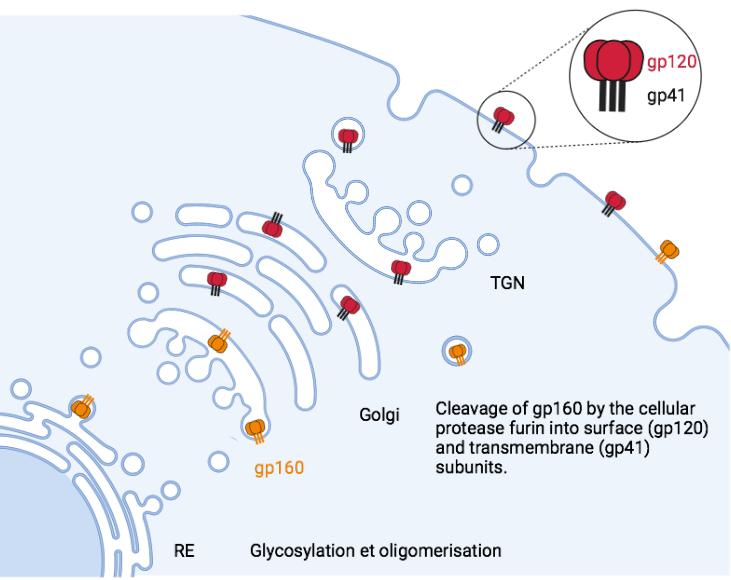 gp120
gp41
TGN
Golgi
Cleavage of gp160 by the cellular
protease furin into surface (gp120)
and transmembrane (gp41)
subunits.
gp160
RE
Glycosylation et oligomerisation